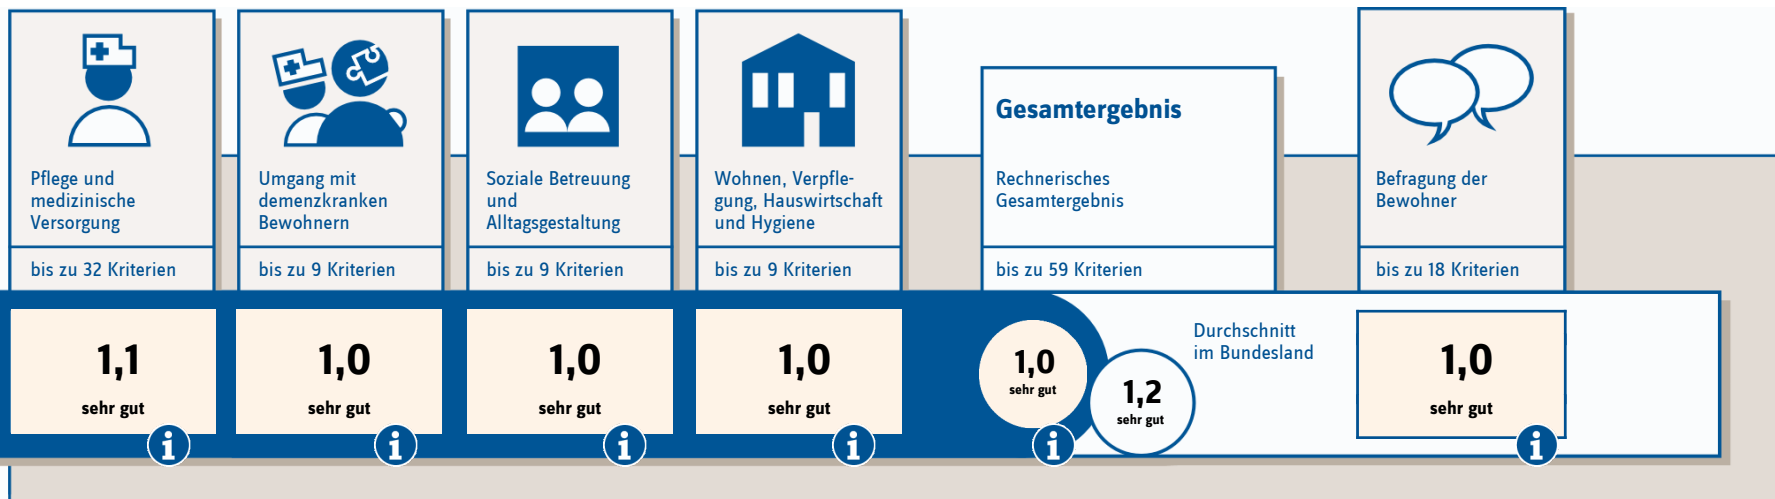 Pflege und
medizinische
Versorgung
bis zu 32 Kriterien
1,1
sehr gut
i
Umgang mit
demenzkranken
Bewohnern
bis zu 9 Kriterien
1,0
sehr gut
i
Soziale Betreuung
und
Alltagsgestaltung
bis zu 9 Kriterien
1,0
sehr gut
i
Wohnen, Verpfle-
gung, Hauswirtschaft
und Hygiene
bis zu 9 Kriterien
1,0
sehr gut
i
Gesamtergebnis
Rechnerisches
Gesamtergebnis
bis zu 59 Kriterien
1,0
sehr gut
i
1,2
sehr gut
Durchschnitt
im Bundesland
Befragung der
Bewohner
bis zu 18 Kriterien
1,0
sehr gut
i